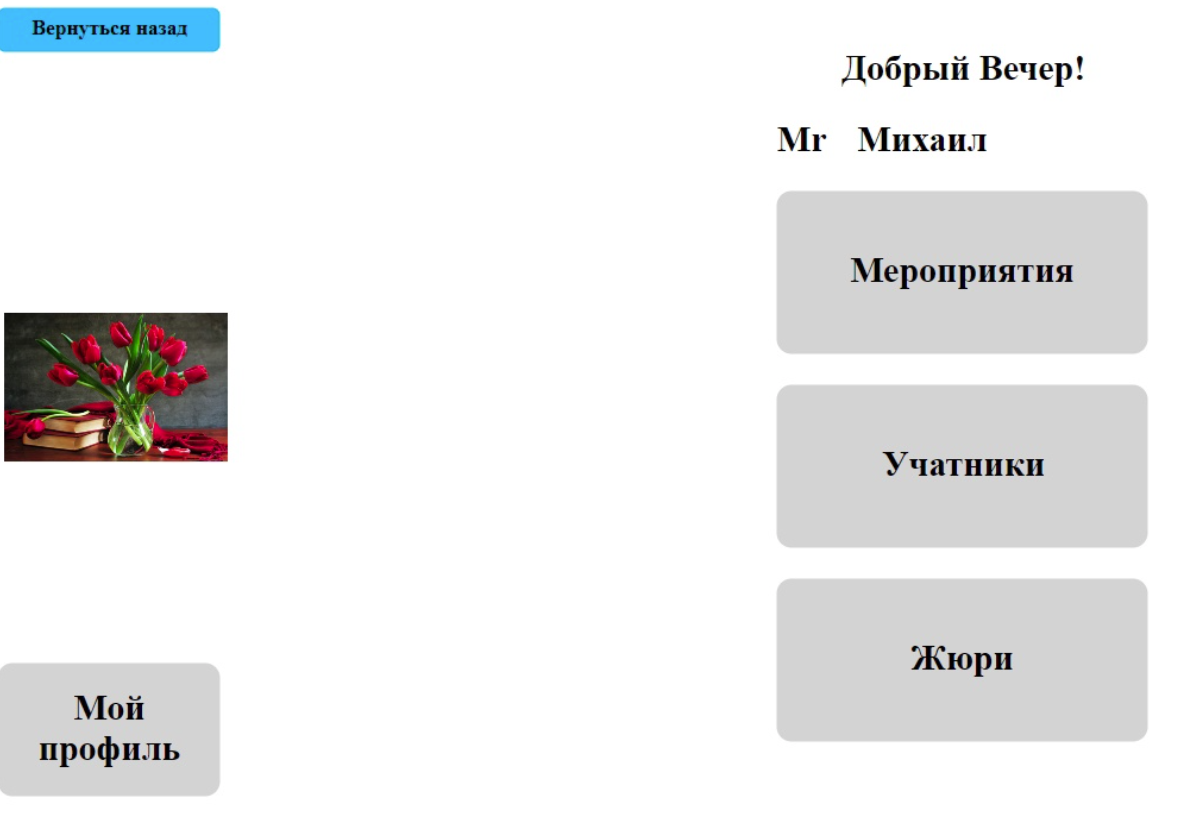 Вернуться назад
Добрый Вечер!
Mr Михаил
Мероприятия
Учатники
Жюри
Мой
профиль